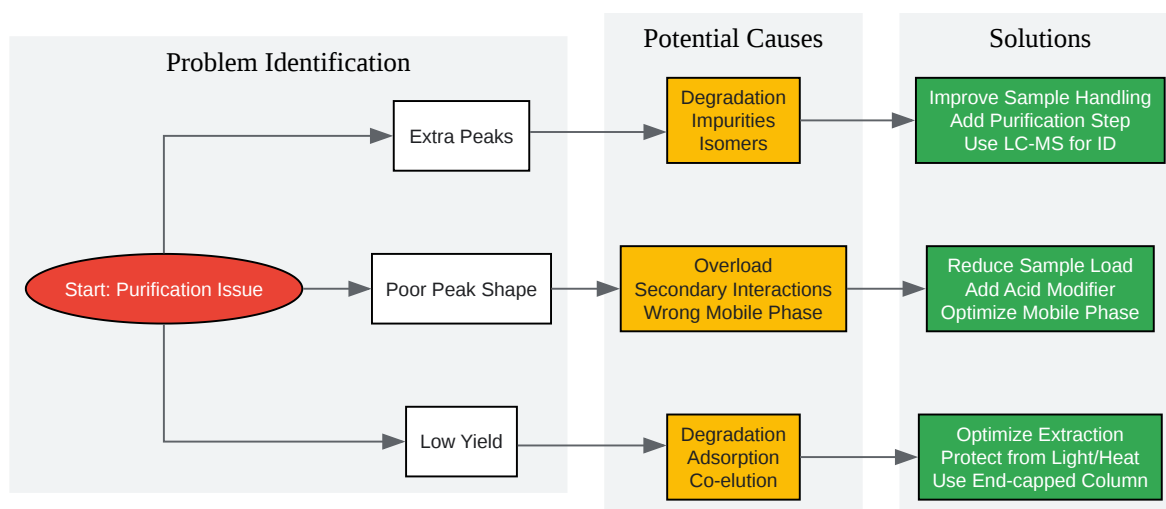 Problem Identification
Potential Causes
Solutions
Start: Purification Issue
Extra Peaks
Degradation
Impurities
Isomers
Improve Sample Handling
Add Purification Step
Use LC-MS for ID
Poor Peak Shape
Overload
Secondary Interactions
Wrong Mobile Phase
Reduce Sample Load
Add Acid Modifier
Optimize Mobile Phase
Low Yield
Degradation
Adsorption
Co-elution
Optimize Extraction
Protect from Light/Heat
Use End-capped Column